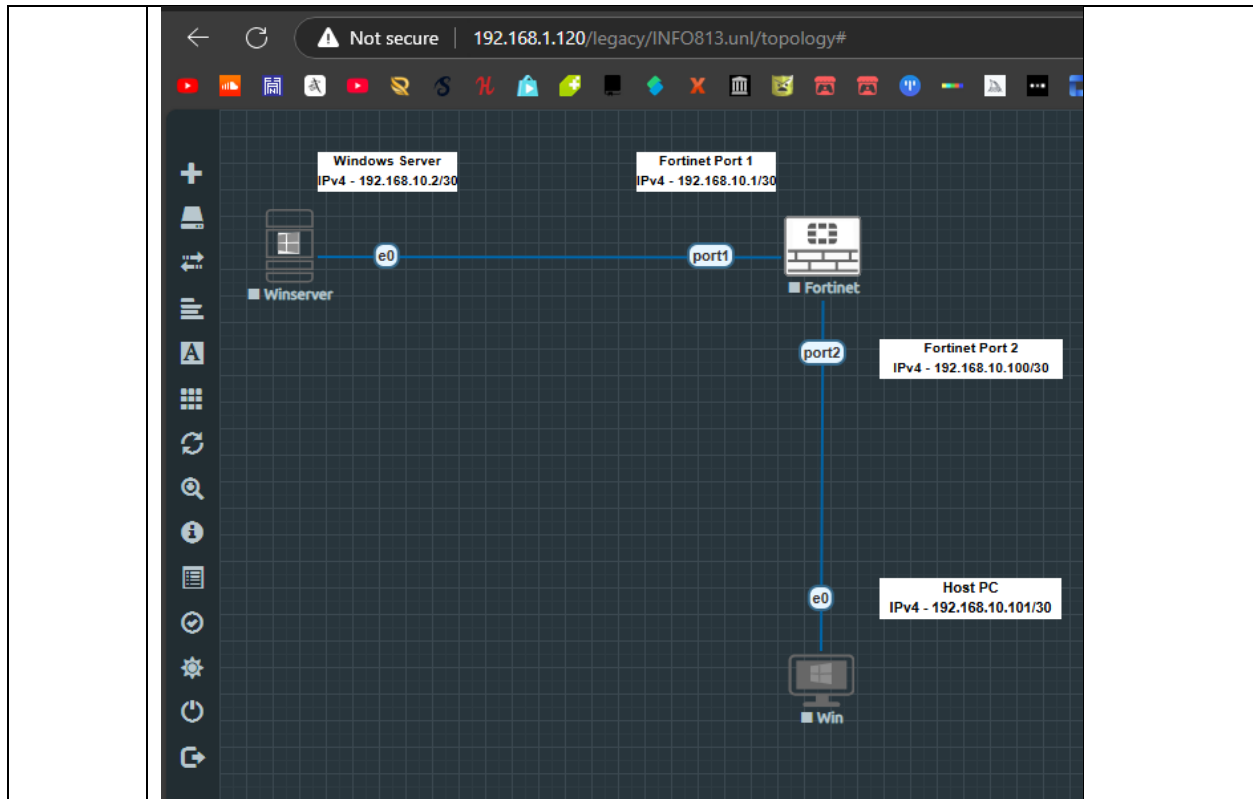 Not secure
192.168.1.120/legacy/INFO813.unl/topology#
Windows Server
IPv4 - 192.168.10.2/30
Fortinet Port 1
IPv4 - 192.168.10.1/30
e0
port1
Winserver
Fortinet
port2
Fortinet Port 2
IPv4 - 192.168.10.100/30
e0
Host PC
IPv4 - 192.168.10.101/30
Win